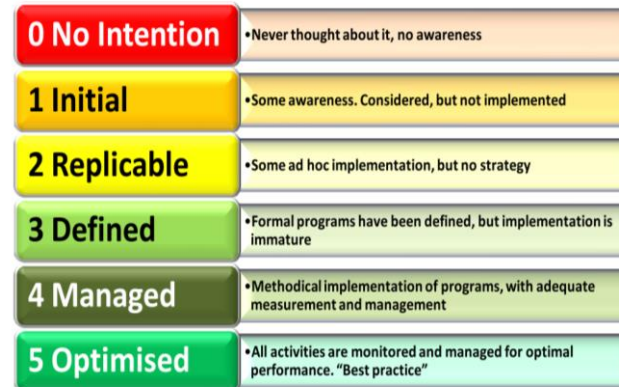 0 No Intention
•Never thought about it, no awareness
1 Initial
•Some awareness. Considered, but not implemented
2 Replicable
•Some ad hoc implementation, but no strategy
3 Defined
•Formal programs have been defined, but implementation is
immature
4 Managed
•Methodical implementation of programs, with adequate
measurement and management
5 Optimised
•All activities are monitored and managed for optimal
performance. “Best practice”